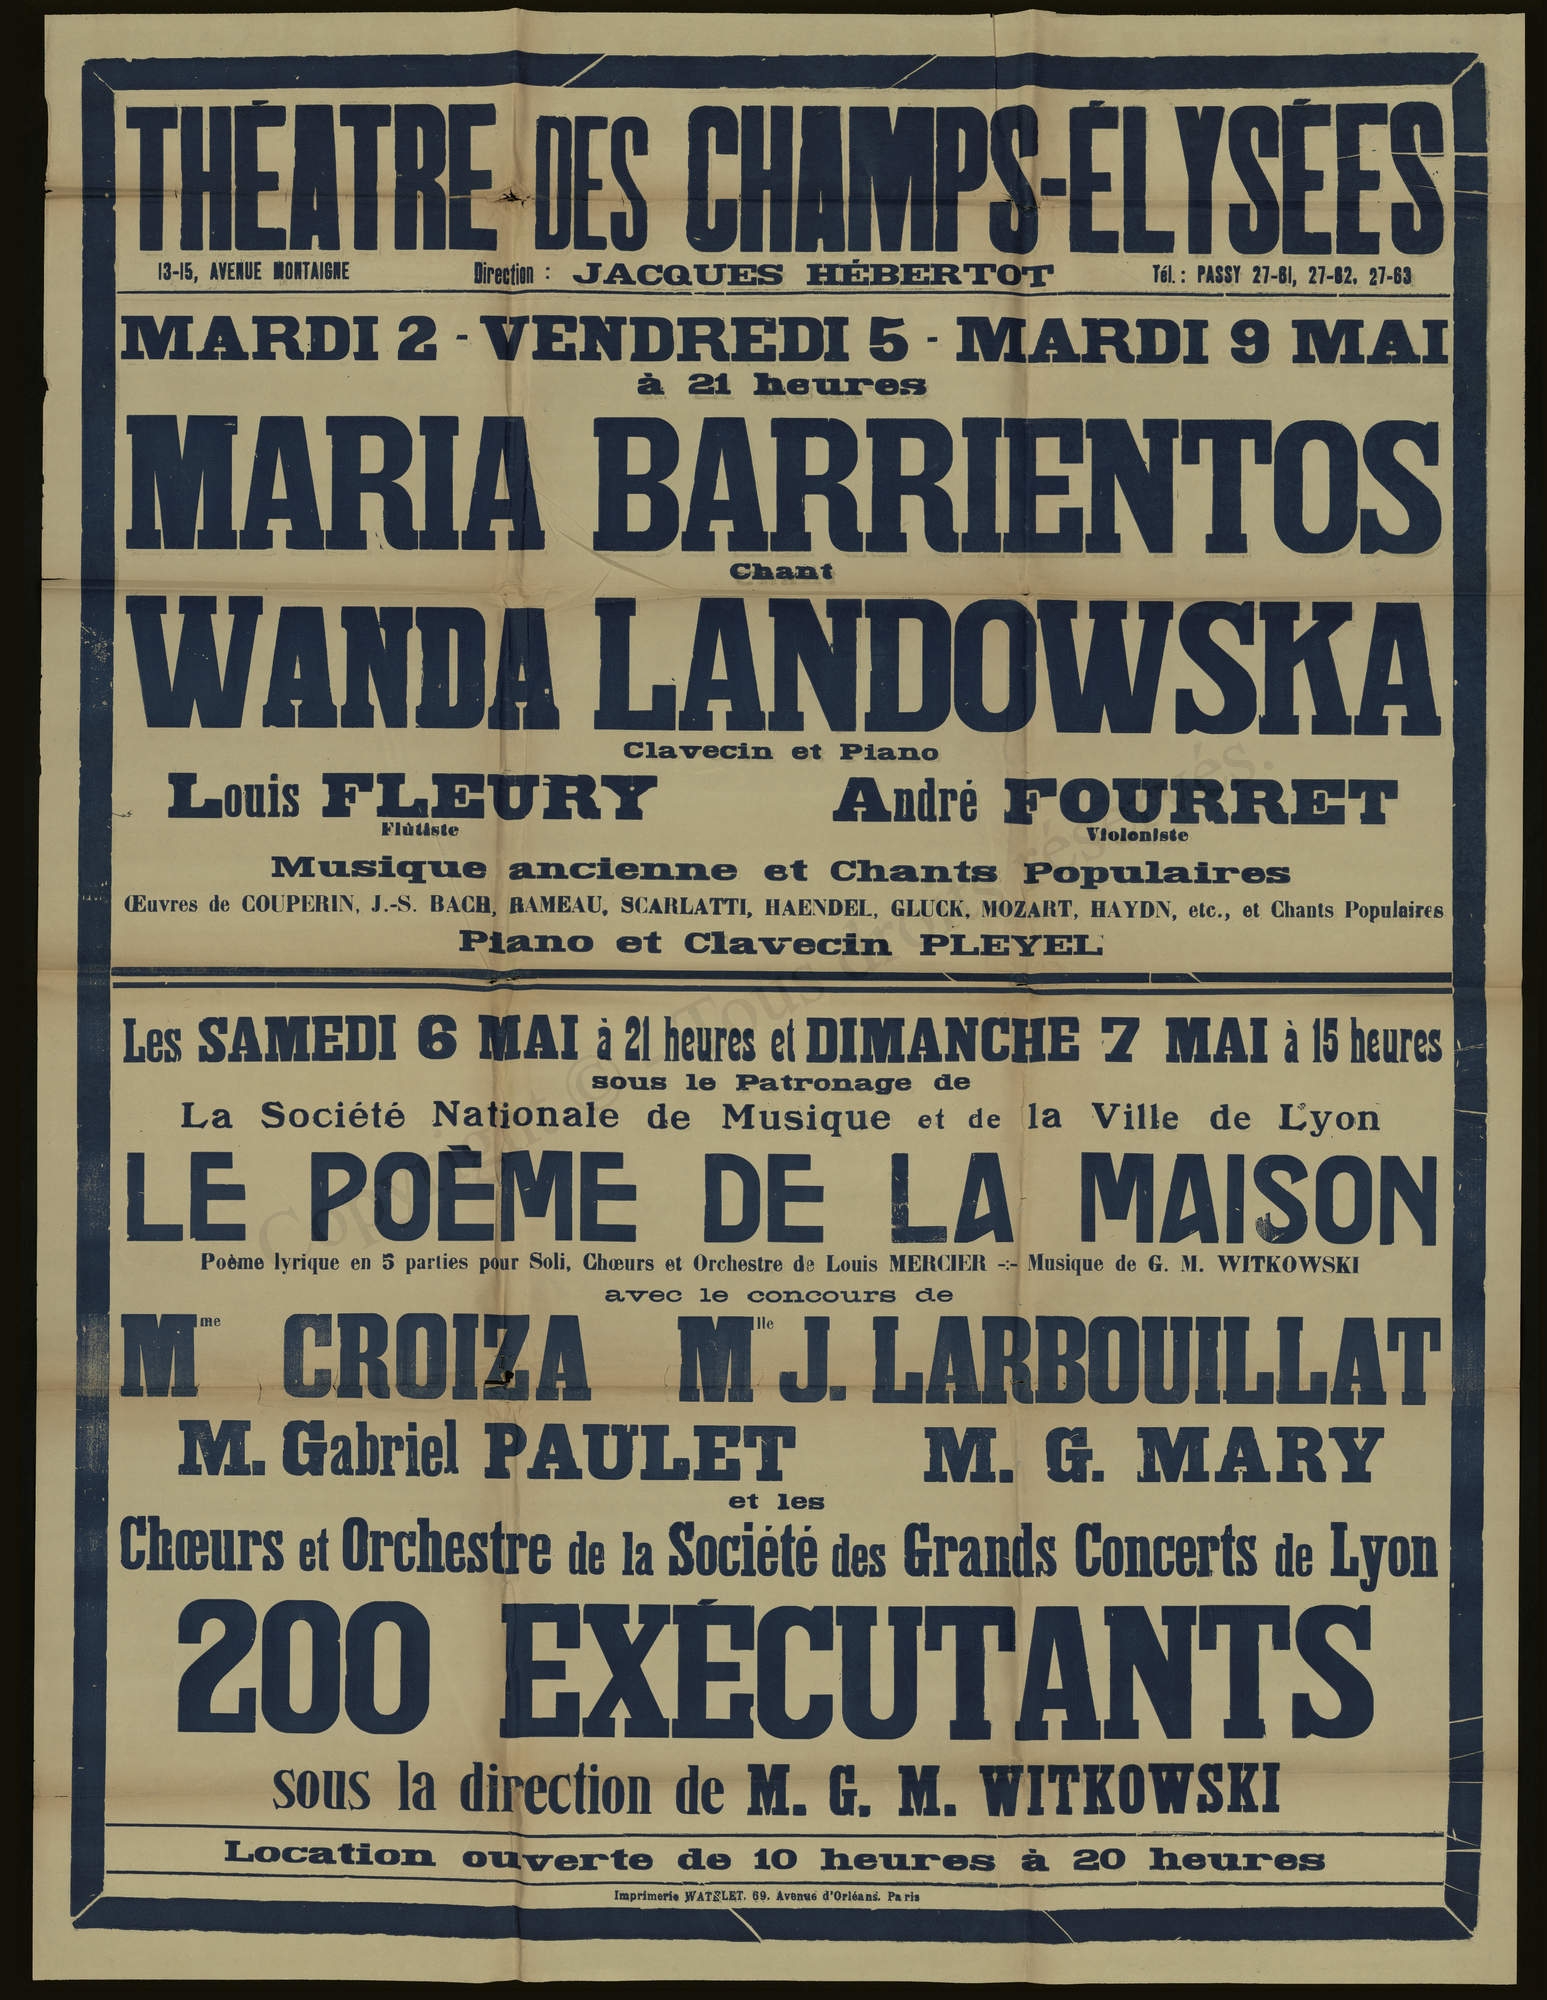 THÉATRE DES CHAMPS-ÉLYSÉES
13-15, AVENUE MONTAIGNE Direction : JACQUES HÉBERTOT Tél. : PASSY 27-61, 27-62, 27-63
MARDI 2 - VENDREDI 5 - MARDI 9 MAI
à 21 heures
MARIA BARRIENTOS
Chant
WANDA LANDOWSKA
Clavecin et Piano
Louis FLEURY André FOURRET
Flûtiste Violoniste
Musique ancienne et Chants Populaires
Œuvres de COUPERIN, J.-S. BACH, RAMEAU, SCARLATTI, HAENDEL, GLUCK, MOZART, HAYDN, etc., et Chants Populaires
Piano et Clavecin PLEYEL
Les SAMEDI 6 MAI à 21 heures et DIMANCHE 7 MAI à 15 heures
sous le Patronage de
La Société Nationale de Musique et de la Ville de Lyon
LE POÈME DE LA MAISON
Poème lyrique en 5 parties pour Soli, Chœurs et Orchestre de Louis MERCIER -:- Musique de G. M. WITKOWSKI
avec le concours de
Mme CROIZA Mlle J. LARBOUILLAT
M. Gabriel PAULET M. G. MARY
et les
Chœurs et Orchestre de la Société des Grands Concerts de Lyon
200 EXÉCUTANTS
sous la direction de M. G. M. WITKOWSKI
Location ouverte de 10 heures à 20 heures
Imprimerie WATELET, 69, Avenue d'Orléans, Paris
Copyright © Tous droits réservés.